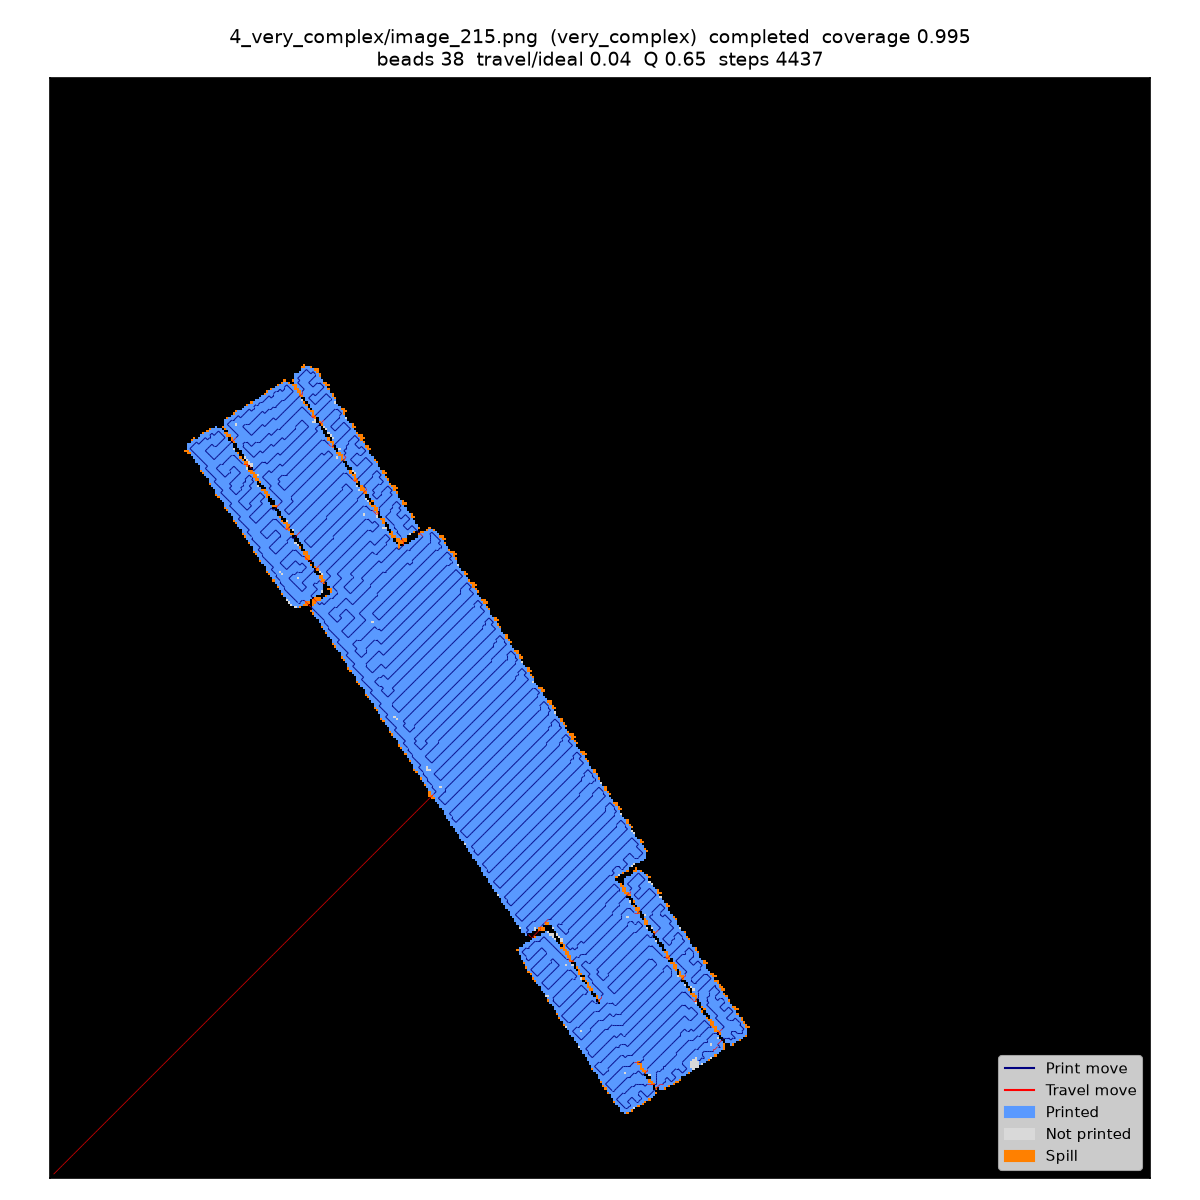 4_very_complex/image_215.png  (very_complex)  completed  coverage 0.995
beads 38  travel/ideal 0.04  Q 0.65  steps 4437
Print move
Travel move
Printed
Not printed
Spill